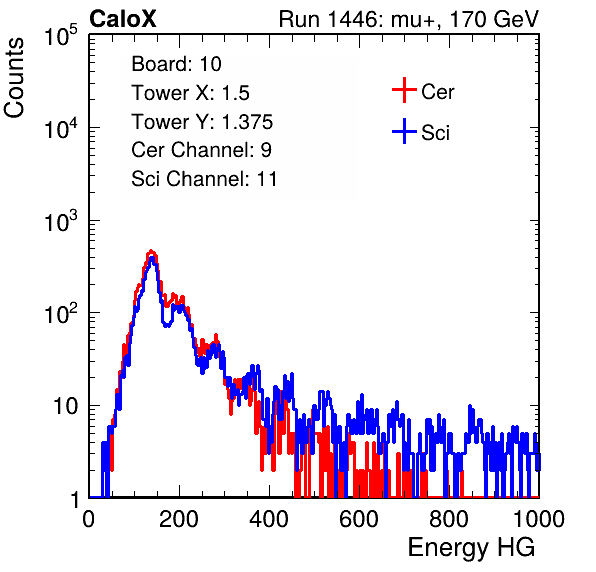 CaloX Run 1446: mu+, 170 GeV
Counts
Board: 10
Tower X: 1.5
Tower Y: 1.375
Cer Channel: 9
Sci Channel: 11
Cer
Sci
10^5
10^4
10^3
10^2
10
1
0 200 400 600 800 1000
Energy HG